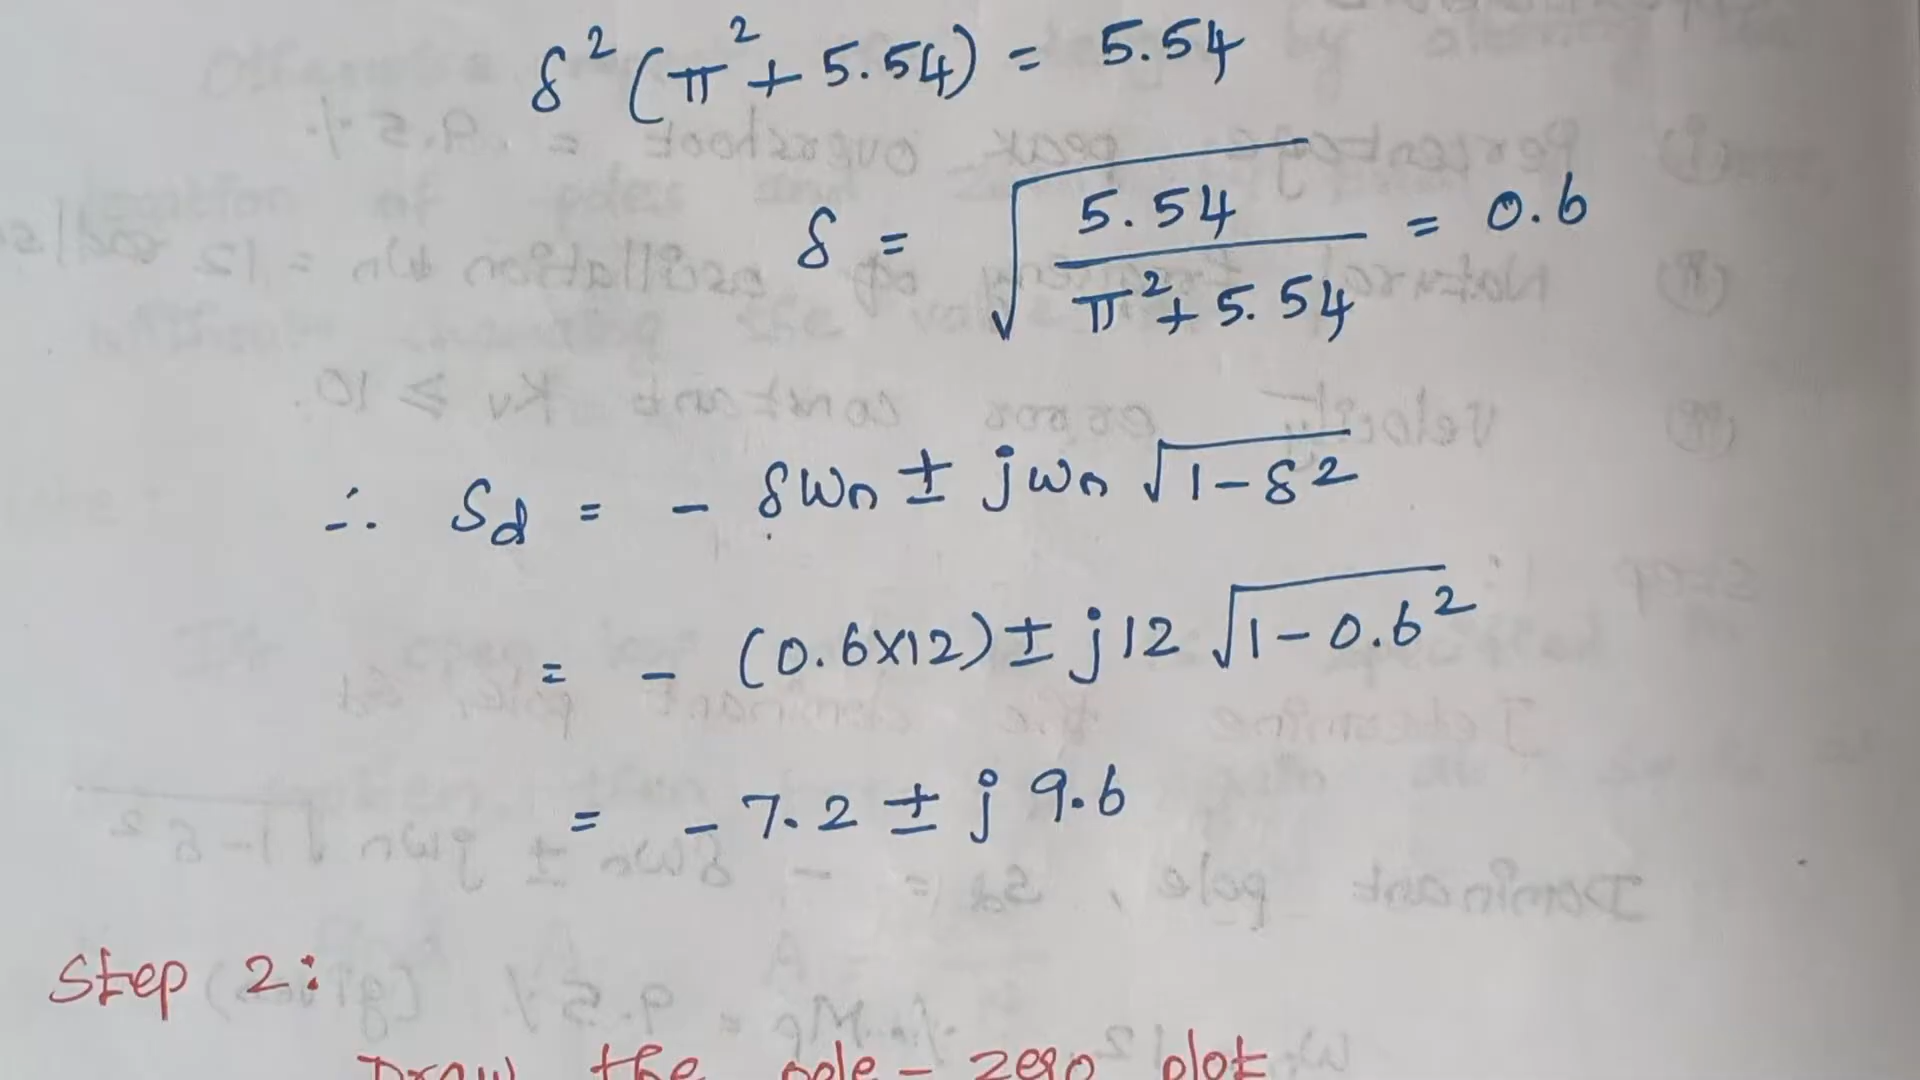 δ²(π² + 5.54) = 5.54
δ = √(5.54 / (π² + 5.54)) = 0.6
∴ Sd = - δωn ± jωn √(1 - δ²)
= - (0.6×12) ± j 12 √(1 - 0.6²)
= - 7.2 ± j 9.6
Step 2:
Draw the pole - zero plot